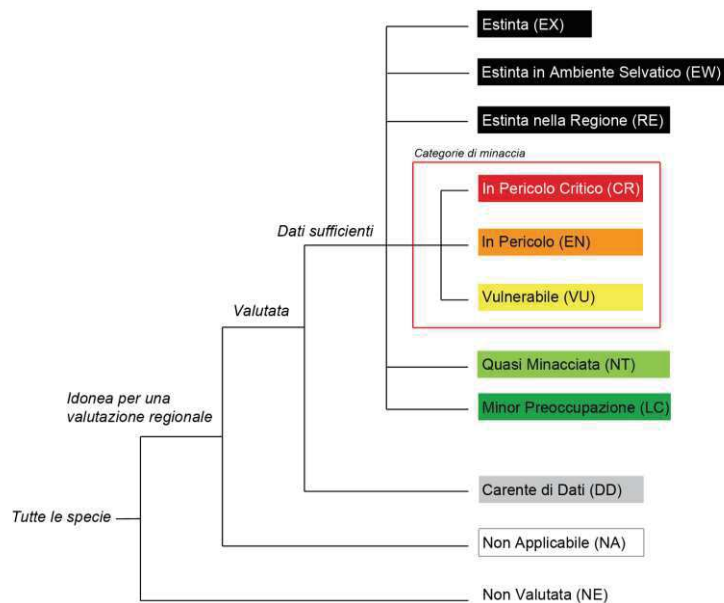 Estinta (EX)
Estinta in Ambiente Selvatico (EW)
Estinta nella Regione (RE)
Categorie di minaccia
In Pericolo Critico (CR)
Dati sufficienti
In Pericolo (EN)
Vulnerabile (VU)
Valutata
Quasi Minacciata (NT)
Idonea per una
valutazione regionale
Minor Preoccupazione (LC)
Carente di Dati (DD)
Tutte le specie
Non Applicabile (NA)
Non Valutata (NE)